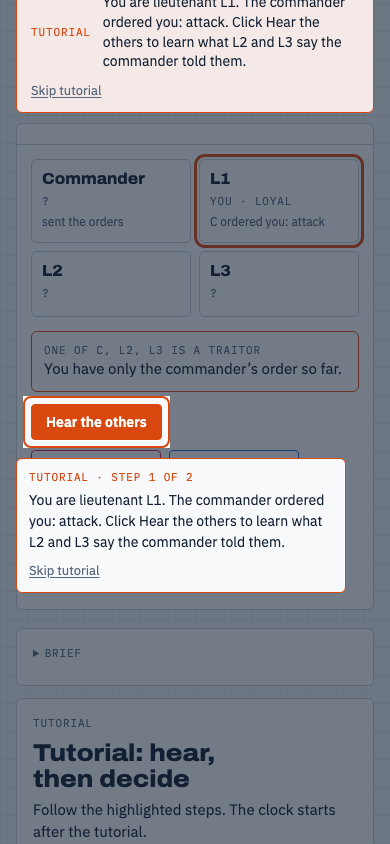 You are lieutenant L1. The commander
TUTORIAL
ordered you: attack. Click Hear the
others to learn what L2 and L3 say the
commander told them.
Skip tutorial
Commander
?
sent the orders
L1
YOU · LOYAL
C ordered you: attack
L2
?
L3
?
ONE OF C, L2, L3 IS A TRAITOR
You have only the commander’s order so far.
Hear the others
TUTORIAL · STEP 1 OF 2
You are lieutenant L1. The commander ordered
you: attack. Click Hear the others to learn what
L2 and L3 say the commander told them.
Skip tutorial
▶ BRIEF
TUTORIAL
Tutorial: hear,
then decide
Follow the highlighted steps. The clock starts
after the tutorial.